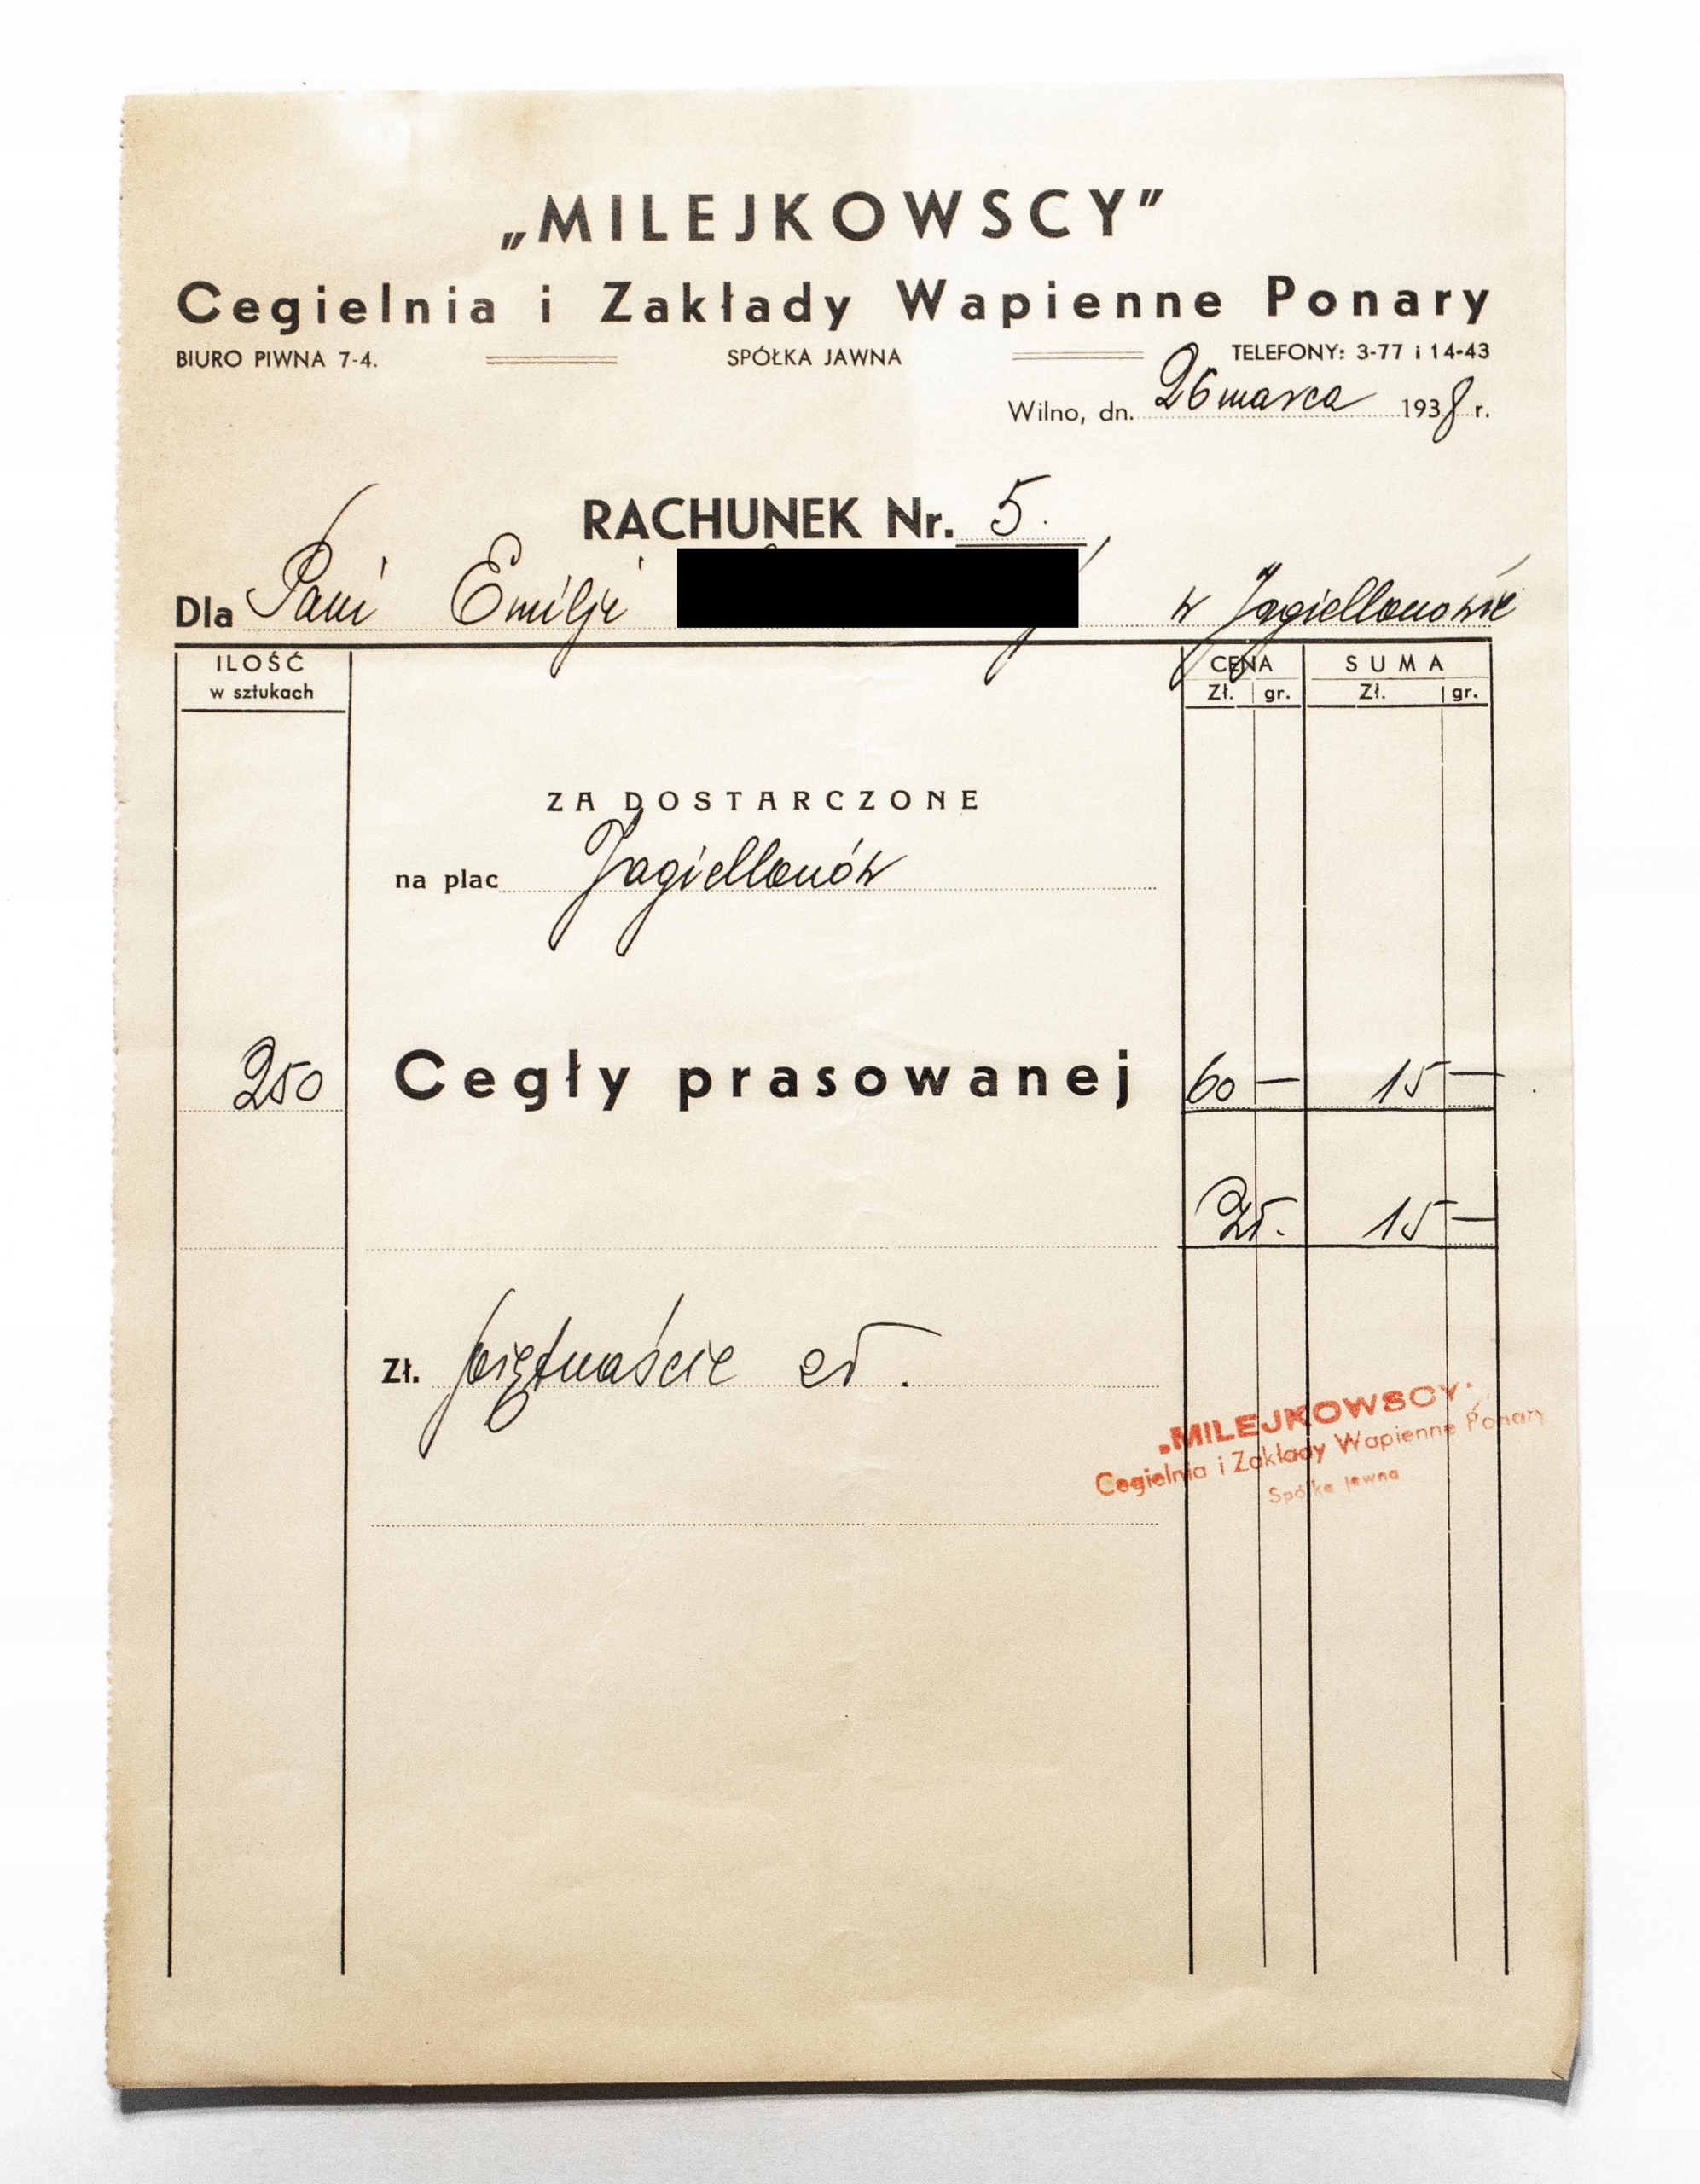 „MILEJKOWSCY”
Cegielnia i Zakłady Wapienne Ponary
BIURO PIWNA 7-4. SPÓŁKA JAWNA TELEFONY: 3-77 i 14-43
Wilno, dn. 26 marca 1938 r.
RACHUNEK Nr. 5.
Dla Pani Emilji w Jagiellonowie
ILOŚĆ w sztukach CENA Zł. gr. SUMA Zł. gr.
ZA DOSTARCZONE
na plac Jagiellonów
250 Cegły prasowanej 60 — 15 —
Zł. 15 —
Zł. piętnaście zł.
„MILEJKOWSCY”
Cegielnia i Zakłady Wapienne Ponary
Spółka Jawna